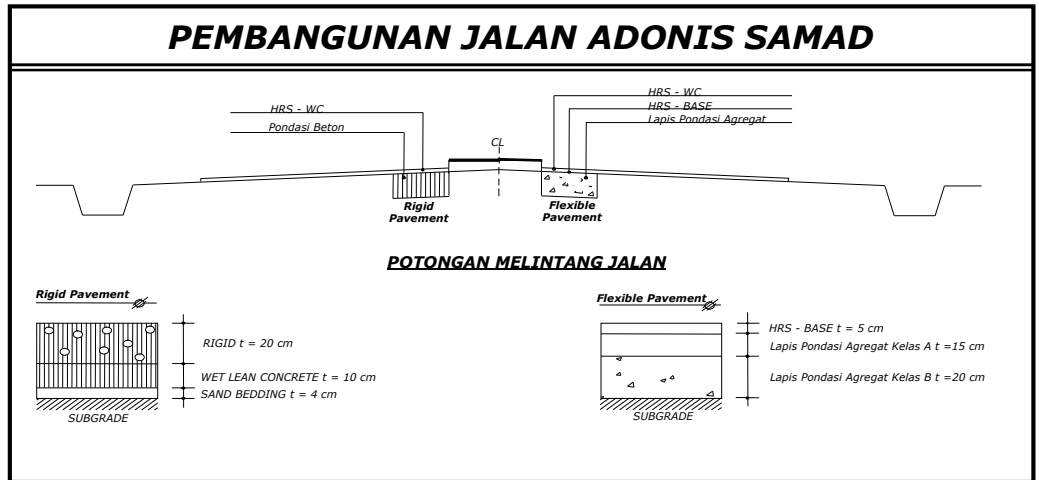 PEMBANGUNAN JALAN ADONIS SAMAD
HRS - WC
Pondasi Beton
CL
HRS - WC
HRS - BASE
Lapis Pondasi Agregat
Rigid
Pavement
Flexible
Pavement
POTONGAN MELINTANG JALAN
Rigid Pavement
RIGID t = 20 cm
WET LEAN CONCRETE t = 10 cm
SAND BEDDING t = 4 cm
SUBGRADE
Flexible Pavement
HRS - BASE t = 5 cm
Lapis Pondasi Agregat Kelas A t =15 cm
Lapis Pondasi Agregat Kelas B t =20 cm
SUBGRADE